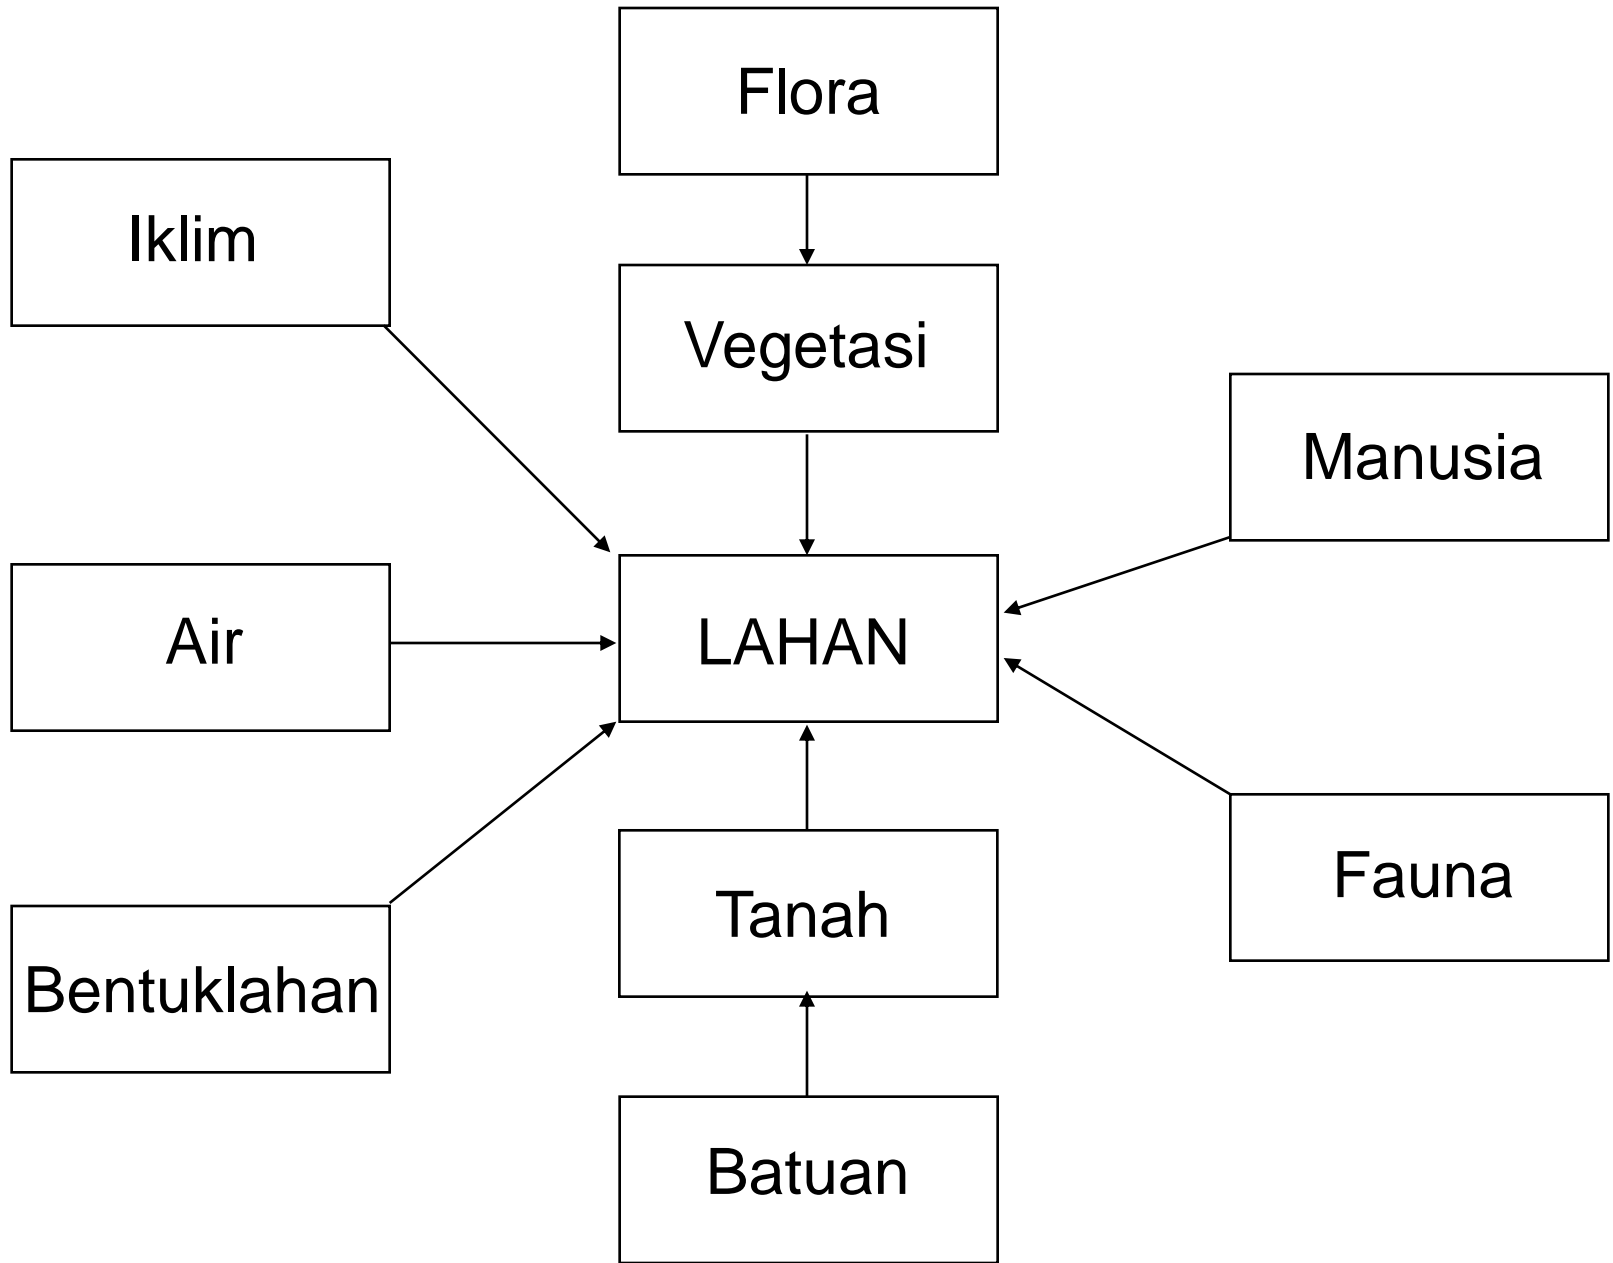 Flora
Iklim
Vegetasi
Manusia
Air
LAHAN
Fauna
Tanah
Bentuklahan
Batuan